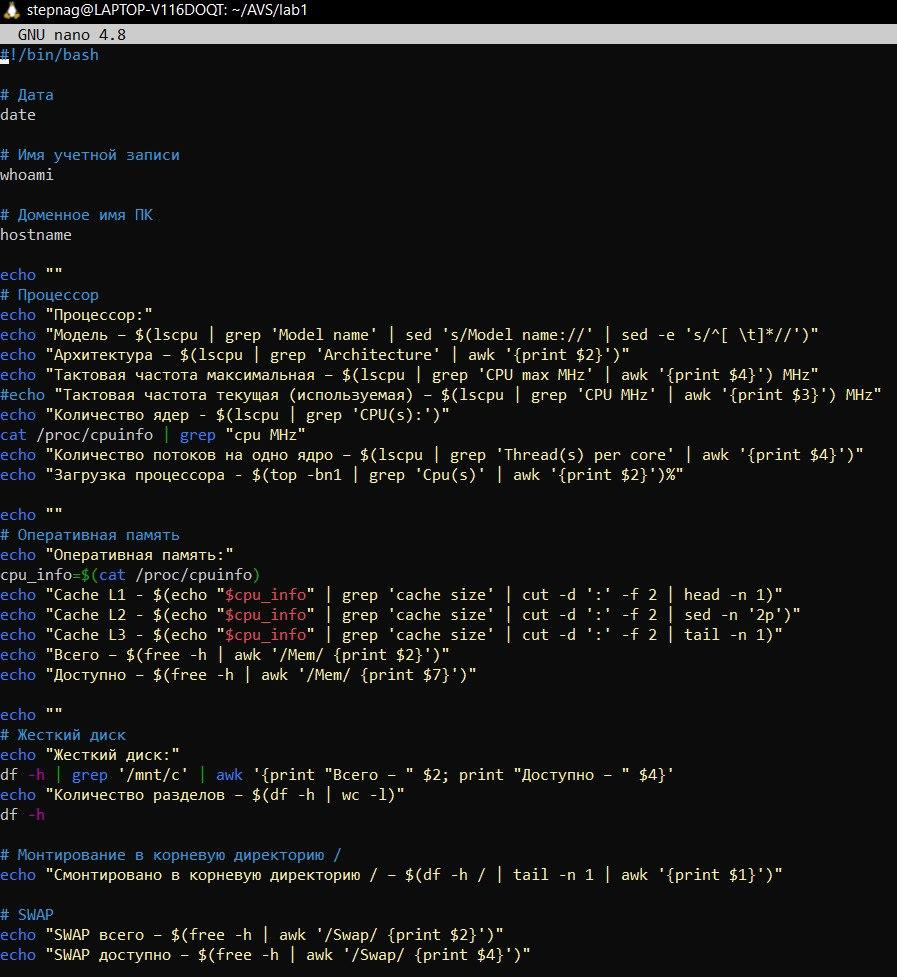 stepnag@LAPTOP-V116DOQT: ~/AVS/lab1
GNU nano 4.8
#!/bin/bash
# Дата
date
# Имя учетной записи
whoami
# Доменное имя ПК
hostname
echo ""
# Процессор
echo "Процессор:"
echo "Модель – $(lscpu | grep 'Model name' | sed 's/Model name://' | sed -e 's/^[ \t]*//')"
echo "Архитектура – $(lscpu | grep 'Architecture' | awk '{print $2}')"
echo "Тактовая частота максимальная – $(lscpu | grep 'CPU max MHz' | awk '{print $4}') MHz"
#echo "Тактовая частота текущая (используемая) – $(lscpu | grep 'CPU MHz' | awk '{print $3}') MHz"
echo "Количество ядер - $(lscpu | grep 'CPU(s):')"
cat /proc/cpuinfo | grep "cpu MHz"
echo "Количество потоков на одно ядро – $(lscpu | grep 'Thread(s) per core' | awk '{print $4}')"
echo "Загрузка процессора - $(top -bn1 | grep 'Cpu(s)' | awk '{print $2}')%"
echo ""
# Оперативная память
echo "Оперативная память:"
cpu_info=$(cat /proc/cpuinfo)
echo "Cache L1 - $(echo "$cpu_info" | grep 'cache size' | cut -d ':' -f 2 | head -n 1)"
echo "Cache L2 - $(echo "$cpu_info" | grep 'cache size' | cut -d ':' -f 2 | sed -n '2p')"
echo "Cache L3 - $(echo "$cpu_info" | grep 'cache size' | cut -d ':' -f 2 | tail -n 1)"
echo "Всего – $(free -h | awk '/Mem/ {print $2}')"
echo "Доступно – $(free -h | awk '/Mem/ {print $7}')"
echo ""
# Жесткий диск
echo "Жесткий диск:"
df -h | grep '/mnt/c' | awk '{print "Всего – " $2; print "Доступно – " $4}'
echo "Количество разделов – $(df -h | wc -l)"
df -h
# Монтирование в корневую директорию /
echo "Смонтировано в корневую директорию / – $(df -h / | tail -n 1 | awk '{print $1}')"
# SWAP
echo "SWAP всего – $(free -h | awk '/Swap/ {print $2}')"
echo "SWAP доступно – $(free -h | awk '/Swap/ {print $4}')"